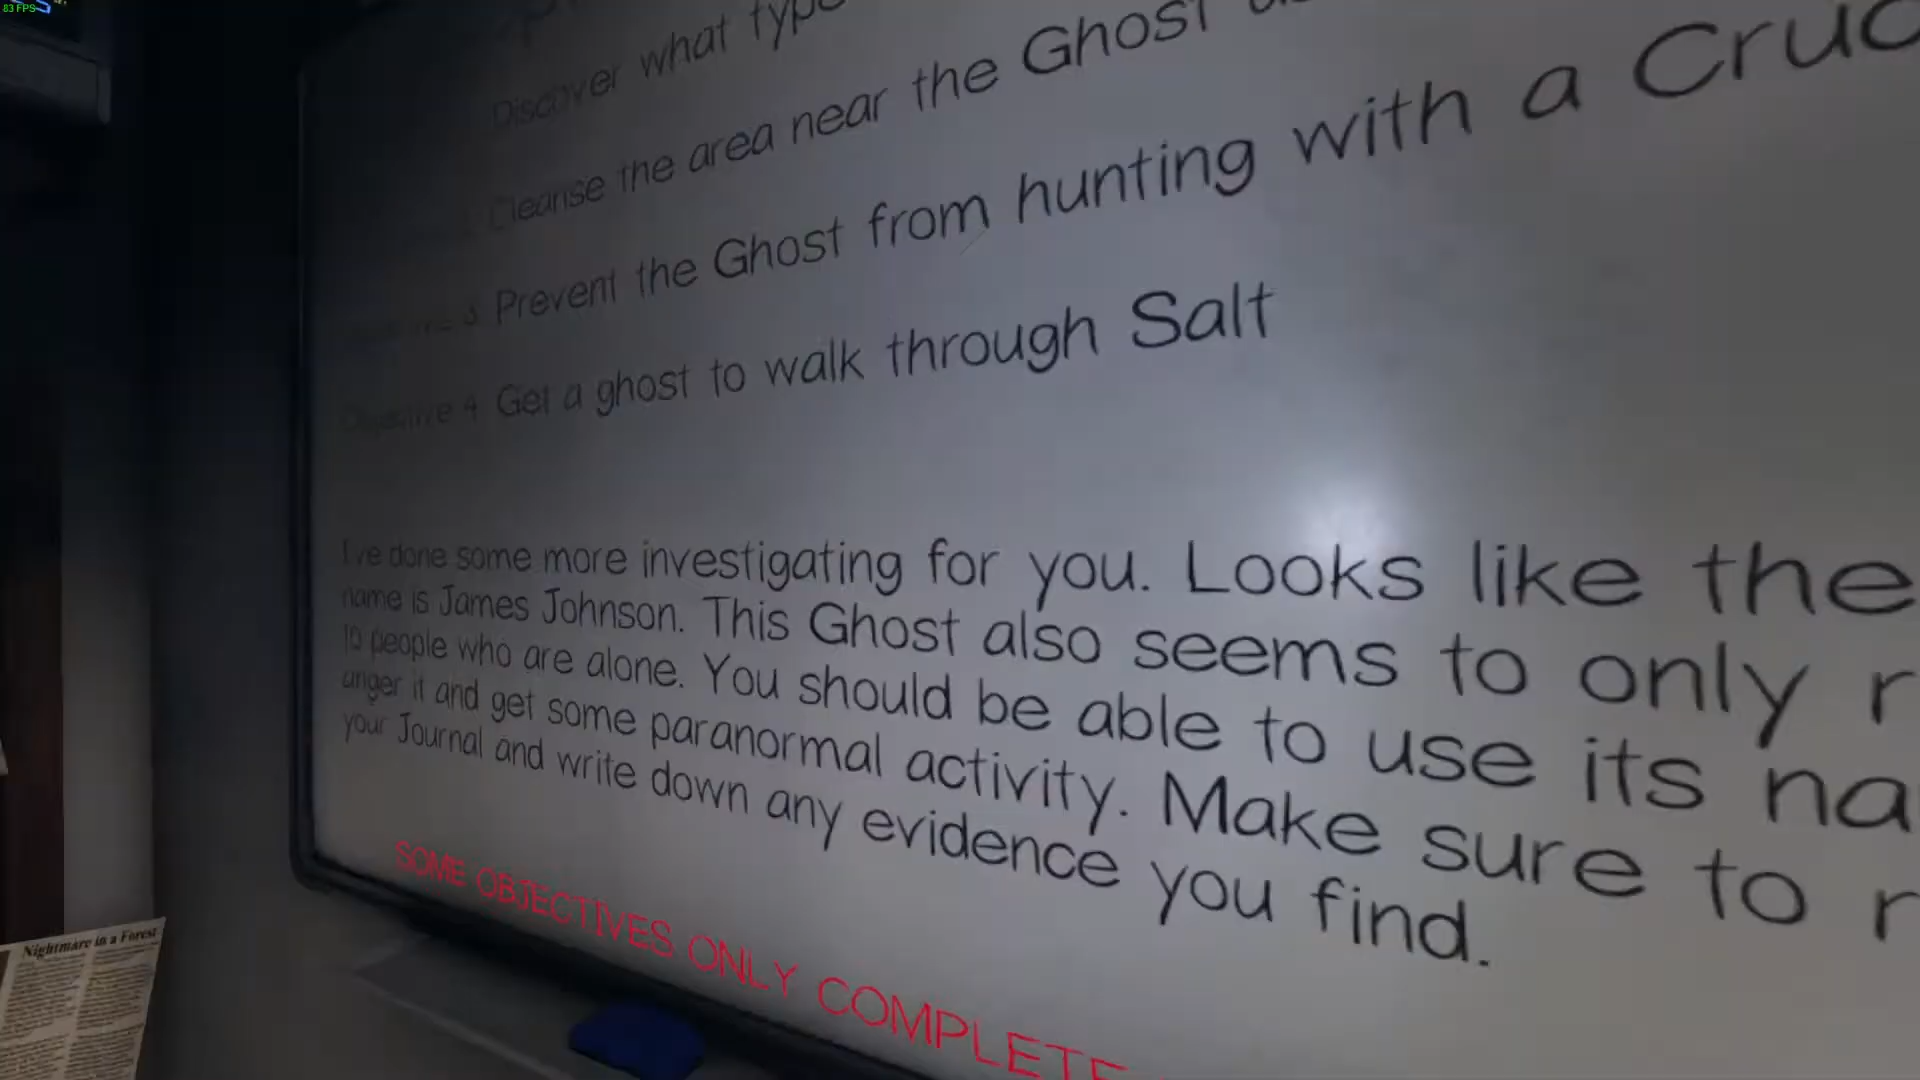 83 FPS
Discover what type
Cleanse the area near the Ghost
Prevent the Ghost from hunting with a Cruc
Objective 4 Get a ghost to walk through Salt
I've done some more investigating for you. Looks like the
name is James Johnson. This Ghost also seems to only r
to people who are alone. You should be able to use its na
anger it and get some paranormal activity. Make sure to r
your Journal and write down any evidence you find.
SOME OBJECTIVES ONLY COMPLETE
Nightmare in a Forest